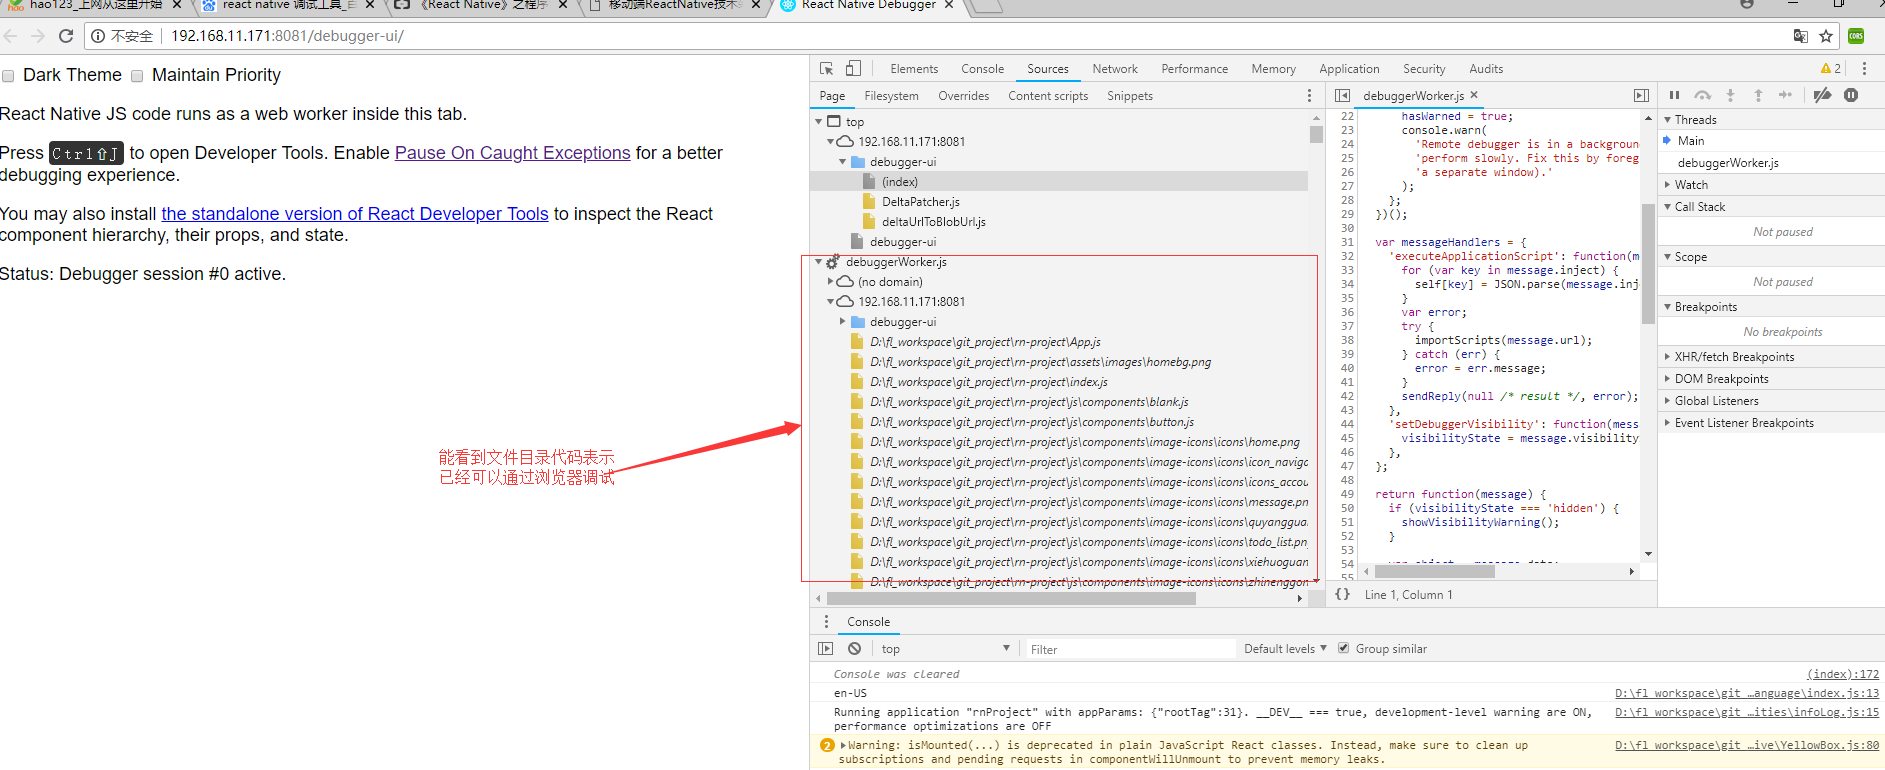 hao123_上网从这里开始
react native 调试工具_百
《React Native》之程序
移动端ReactNative技术
React Native Debugger
不安全 192.168.11.171:8081/debugger-ui/
Dark Theme Maintain Priority
React Native JS code runs as a web worker inside this tab.
Press Ctrl⇧J to open Developer Tools. Enable Pause On Caught Exceptions for a better
debugging experience.
You may also install the standalone version of React Developer Tools to inspect the React
component hierarchy, their props, and state.
Status: Debugger session #0 active.
能看到文件目录代码表示
已经可以通过浏览器调试
Elements Console Sources Network Performance Memory Application Security Audits 2
Page Filesystem Overrides Content scripts Snippets
top
192.168.11.171:8081
debugger-ui
(index)
DeltaPatcher.js
deltaUrlToBlobUrl.js
debugger-ui
debuggerWorker.js
(no domain)
192.168.11.171:8081
debugger-ui
D:\fl_workspace\git_project\rn-project\App.js
D:\fl_workspace\git_project\rn-project\assets\images\homebg.png
D:\fl_workspace\git_project\rn-project\index.js
D:\fl_workspace\git_project\rn-project\js\components\blank.js
D:\fl_workspace\git_project\rn-project\js\components\button.js
D:\fl_workspace\git_project\rn-project\js\components\image-icons\icons\home.png
D:\fl_workspace\git_project\rn-project\js\components\image-icons\icons\icon_naviga
D:\fl_workspace\git_project\rn-project\js\components\image-icons\icons\icons_accou
D:\fl_workspace\git_project\rn-project\js\components\image-icons\icons\message.pn
D:\fl_workspace\git_project\rn-project\js\components\image-icons\icons\quyanggua
D:\fl_workspace\git_project\rn-project\js\components\image-icons\icons\todo_list.pn
D:\fl_workspace\git_project\rn-project\js\components\image-icons\icons\xiehuoguan
D:\fl_workspace\git_project\rn-project\js\components\image-icons\icons\zhinenggon
debuggerWorker.js
22 hasWarned = true;
23 console.warn(
24 'Remote debugger is in a backgroun
25 'perform slowly. Fix this by foreg
26 'a separate window).'
27 );
28 };
29 })();
30
31 var messageHandlers = {
32 'executeApplicationScript': function(m
33 for (var key in message.inject) {
34 self[key] = JSON.parse(message.inj
35 }
36 var error;
37 try {
38 importScripts(message.url);
39 } catch (err) {
40 error = err.message;
41 }
42 sendReply(null /* result */, error);
43 },
44 'setDebuggerVisibility': function(mess
45 visibilityState = message.visibility
46 },
47 };
48
49 return function(message) {
50 if (visibilityState === 'hidden') {
51 showVisibilityWarning();
52 }
53
54 var object = message.data;
55
{} Line 1, Column 1
Threads
Main
debuggerWorker.js
Watch
Call Stack
Not paused
Scope
Not paused
Breakpoints
No breakpoints
XHR/fetch Breakpoints
DOM Breakpoints
Global Listeners
Event Listener Breakpoints
Console
top Filter Default levels Group similar
Console was cleared (index):172
en-US D:\fl_workspace\git_…anguage\index.js:13
Running application "rnProject" with appParams: {"rootTag":31}. __DEV__ === true, development-level warning are ON, D:\fl_workspace\git_…ities\infoLog.js:15
performance optimizations are OFF
2 Warning: isMounted(...) is deprecated in plain JavaScript React classes. Instead, make sure to clean up D:\fl_workspace\git_…ive\YellowBox.js:80
subscriptions and pending requests in componentWillUnmount to prevent memory leaks.